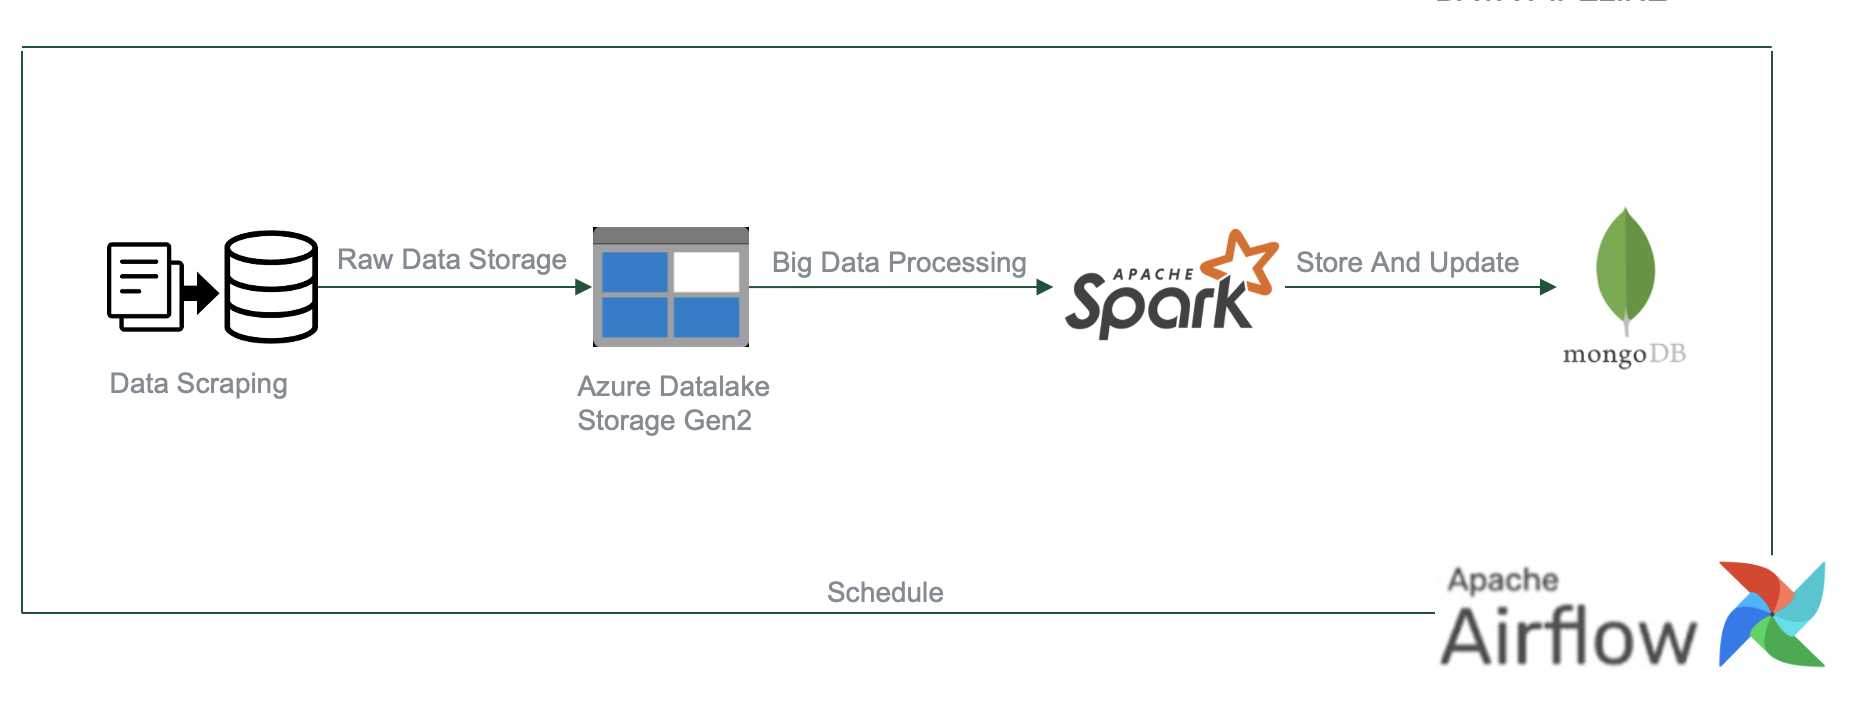 Raw Data Storage
Big Data Processing
APACHE
Spark
Store And Update
mongoDB
Data Scraping
Azure Datalake
Storage Gen2
Schedule
Apache
Airflow